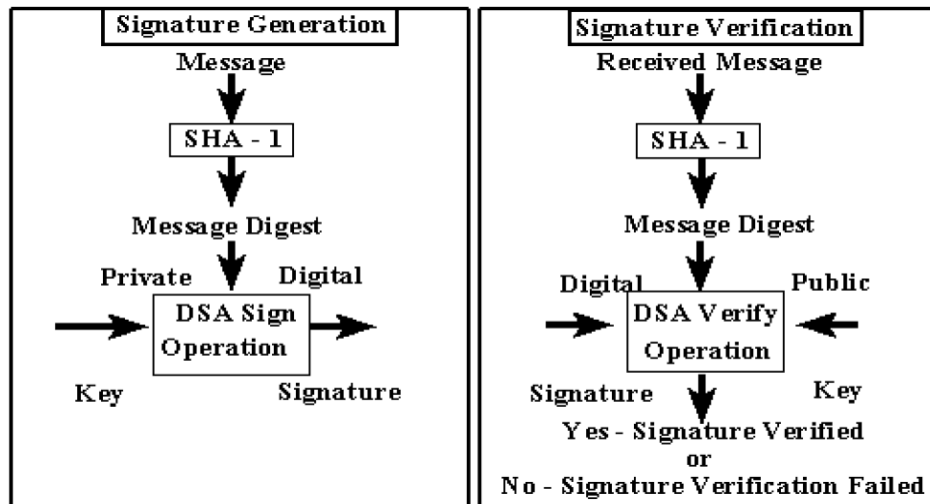 Signature Generation
Message
SHA - 1
Message Digest
Private
Digital
DSA Sign
Operation
Key
Signature
Signature Verification
Received Message
SHA - 1
Message Digest
Digital
Public
DSA Verify
Operation
Signature
Key
Yes - Signature Verified
or
No - Signature Verification Failed